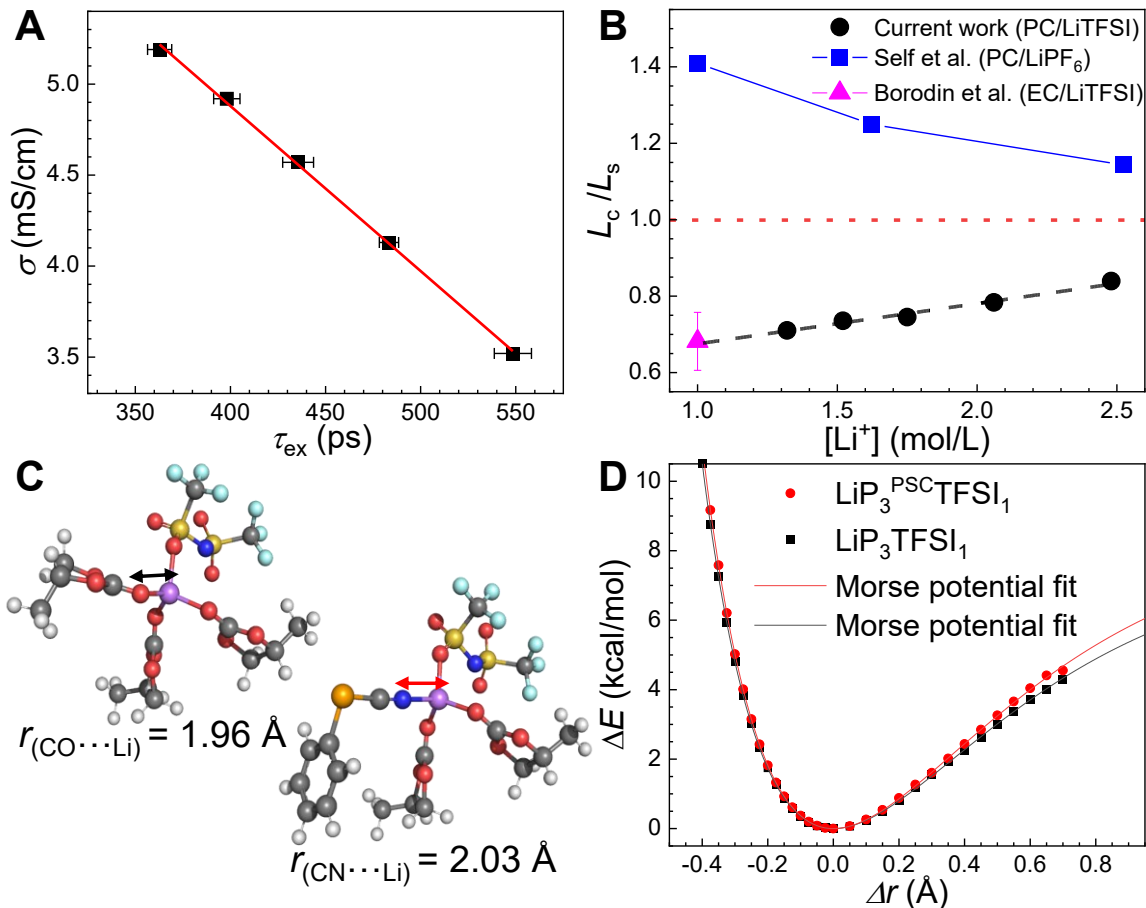 A
σ (mS/cm)
5.0
4.5
4.0
3.5
350
400
450
500
550
τex (ps)
B
Current work (PC/LiTFSI)
Self et al. (PC/LiPF₆)
Borodin et al. (EC/LiTFSI)
Lc /Ls
1.4
1.2
1.0
0.8
0.6
1.0
1.5
2.0
2.5
[Li⁺] (mol/L)
C
r(CO···Li) = 1.96 Å
r(CN···Li) = 2.03 Å
D
LiP₃ᴾˢᶜTFSI₁
LiP₃TFSI₁
Morse potential fit
Morse potential fit
ΔE (kcal/mol)
10
8
6
4
2
0
-0.4
-0.2
0.0
0.2
0.4
0.6
0.8
Δr (Å)